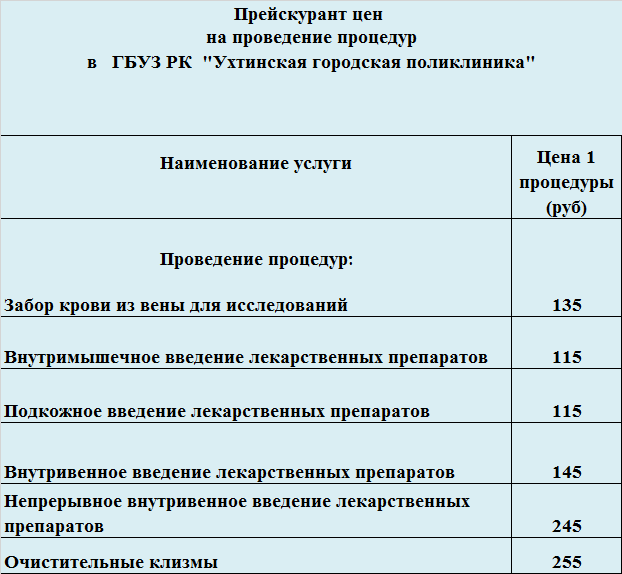 Прейскурант цен
на проведение процедур
в ГБУЗ РК "Ухтинская городская поликлиника"
Наименование услуги
Цена 1
процедуры
(руб)
Проведение процедур:
Забор крови из вены для исследований 135
Внутримышечное введение лекарственных препаратов 115
Подкожное введение лекарственных препаратов 115
Внутривенное введение лекарственных препаратов 145
Непрерывное внутривенное введение лекарственных
препаратов 245
Очистительные клизмы 255